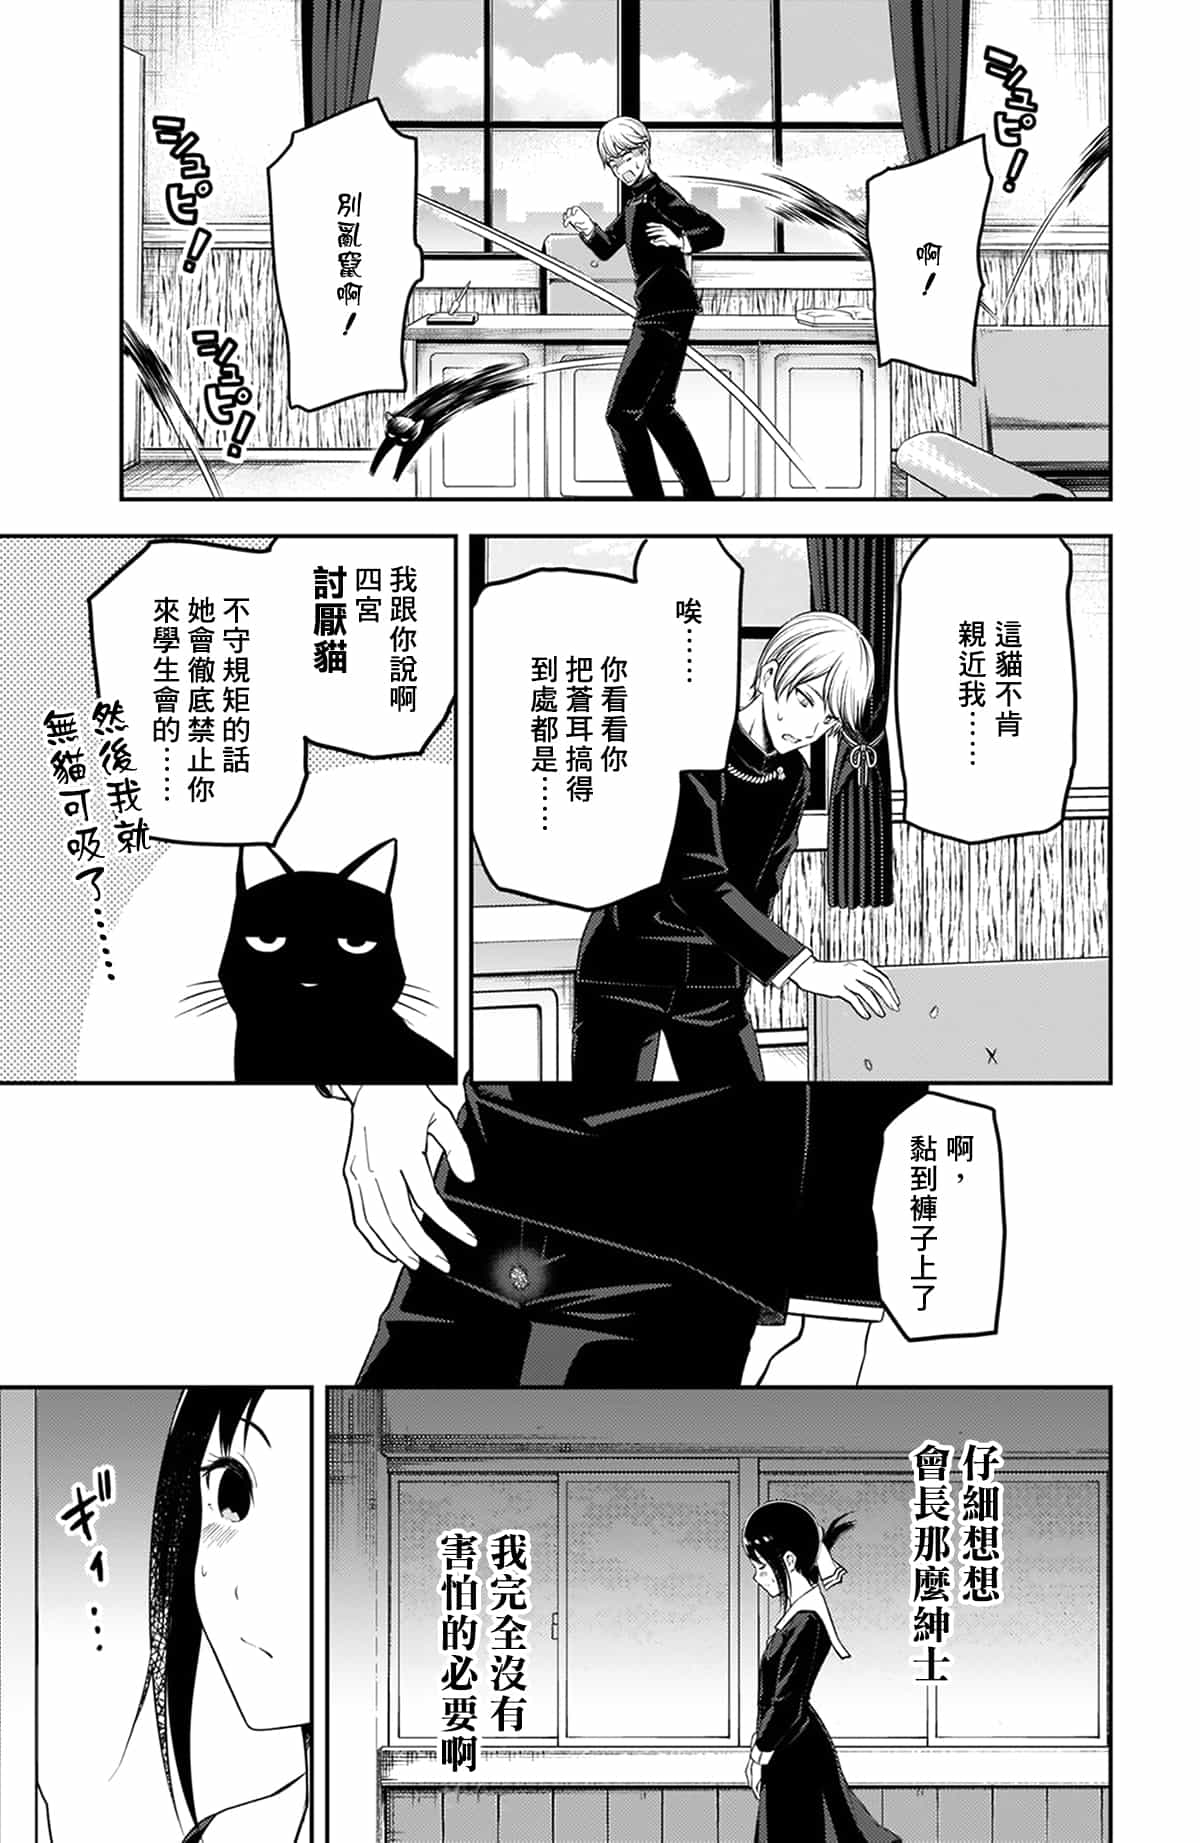 シュピ！
啊！
別亂竄啊！
シュピ！
シュピ！
這貓不肯
親近我……
唉……
你看看你
把蒼耳搞得
到處都是……
我跟你說啊
四宮
討厭貓
不守規矩的話
她會徹底禁止你
來學生會的……
然後我就
無貓可吸了……
啊，
黏到褲子上了
仔細想想
會長那麼紳士
我完全沒有
害怕的必要啊
ギィ…